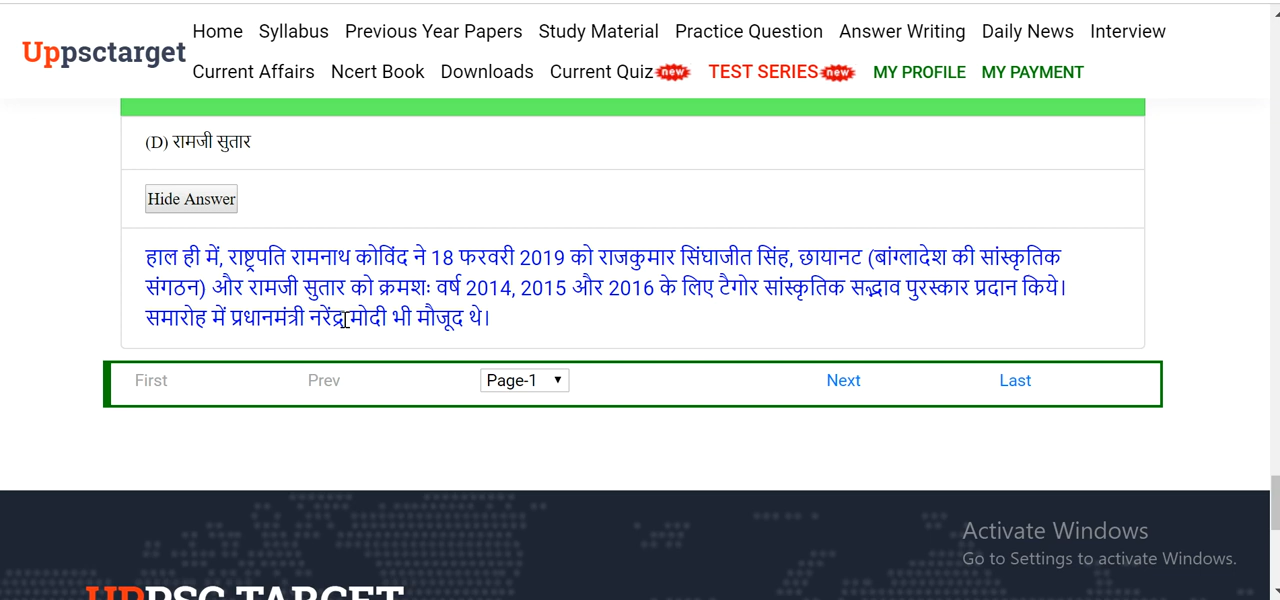 Home Syllabus Previous Year Papers Study Material Practice Question Answer Writing Daily News Interview
Uppsctarget
Current Affairs Ncert Book Downloads Current Quiz new TEST SERIES new MY PROFILE MY PAYMENT
(D) रामजी सुतार
Hide Answer
हाल ही में, राष्ट्रपति रामनाथ कोविंद ने 18 फरवरी 2019 को राजकुमार सिंघाजीत सिंह, छायानट (बांग्लादेश की सांस्कृतिक
संगठन) और रामजी सुतार को क्रमशः वर्ष 2014, 2015 और 2016 के लिए टैगोर सांस्कृतिक सद्भाव पुरस्कार प्रदान किये।
समारोह में प्रधानमंत्री नरेंद्र मोदी भी मौजूद थे।
First Prev Page-1 Next Last
Activate Windows
Go to Settings to activate Windows.
UPPSC TARGET